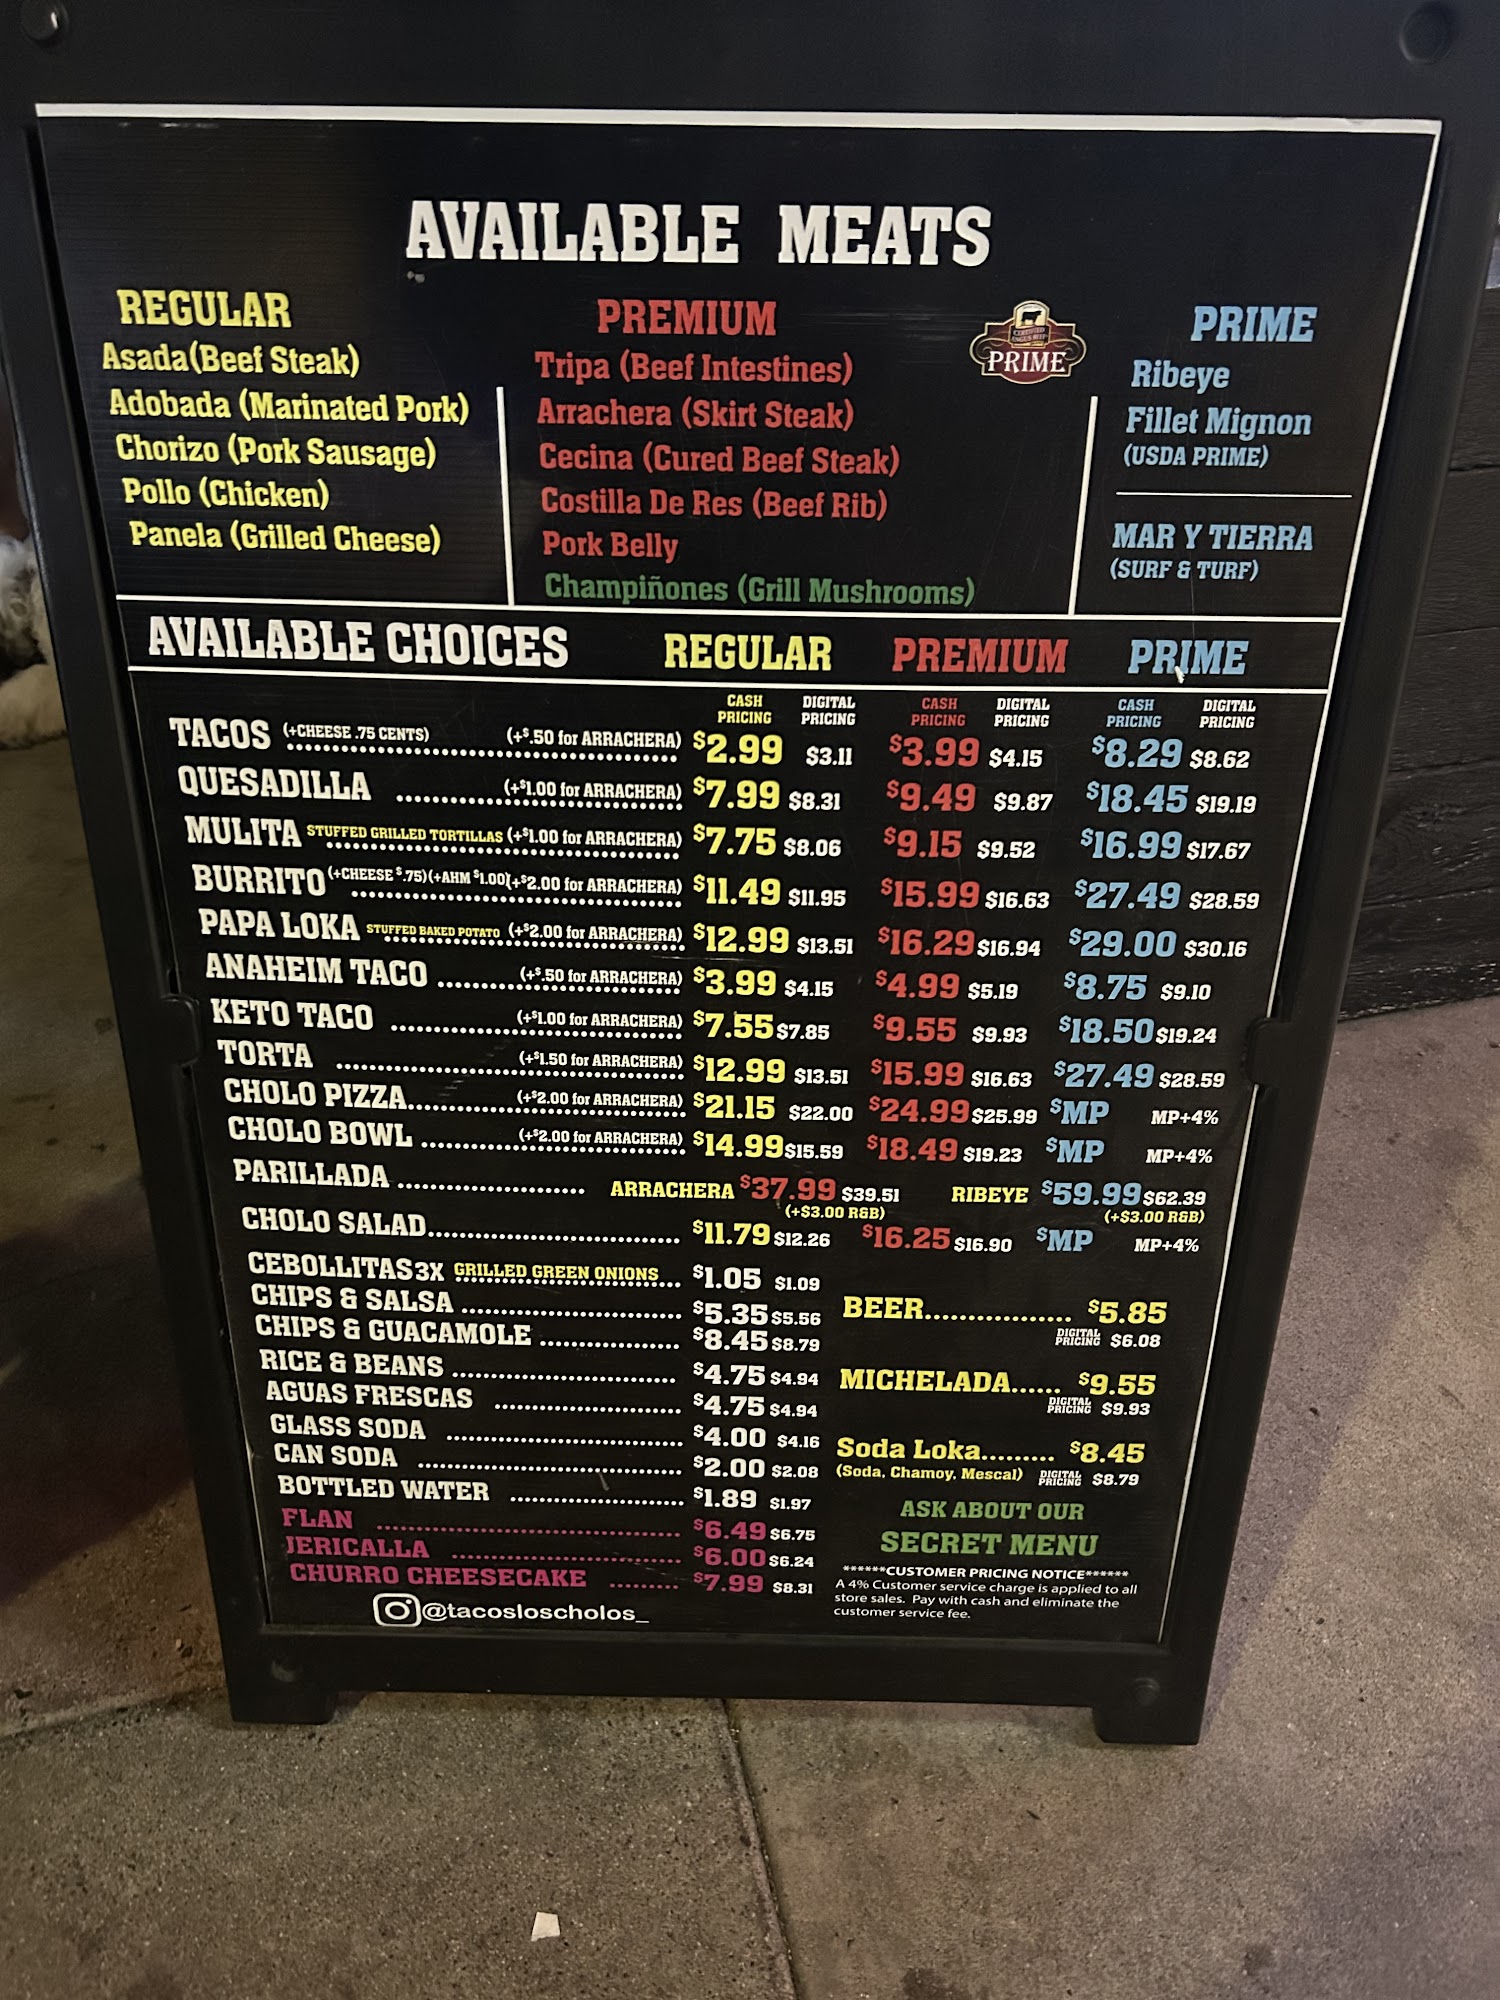 AVAILABLE MEATS
REGULAR
Asada(Beef Steak)
Adobada (Marinated Pork)
Chorizo (Pork Sausage)
Pollo (Chicken)
Panela (Grilled Cheese)
PREMIUM
Tripa (Beef Intestines)
Arrachera (Skirt Steak)
Cecina (Cured Beef Steak)
Costilla De Res (Beef Rib)
Pork Belly
Champiñones (Grill Mushrooms)
CERTIFIED
ANGUS BEEF
PRIME
PRIME
Ribeye
Fillet Mignon
(USDA PRIME)
MAR Y TIERRA
(SURF & TURF)
AVAILABLE CHOICES REGULAR PREMIUM PRIME
CASH PRICING DIGITAL PRICING CASH PRICING DIGITAL PRICING CASH PRICING DIGITAL PRICING
TACOS (+CHEESE .75 CENTS) (+$.50 for ARRACHERA) $2.99 $3.11 $3.99 $4.15 $8.29 $8.62
QUESADILLA (+$1.00 for ARRACHERA) $7.99 $8.31 $9.49 $9.87 $18.45 $19.19
MULITA STUFFED GRILLED TORTILLAS (+$1.00 for ARRACHERA) $7.75 $8.06 $9.15 $9.52 $16.99 $17.67
BURRITO (+CHEESE $.75)(+AHM $1.00)(+$2.00 for ARRACHERA) $11.49 $11.95 $15.99 $16.63 $27.49 $28.59
PAPA LOKA STUFFED BAKED POTATO (+$2.00 for ARRACHERA) $12.99 $13.51 $16.29 $16.94 $29.00 $30.16
ANAHEIM TACO (+$.50 for ARRACHERA) $3.99 $4.15 $4.99 $5.19 $8.75 $9.10
KETO TACO (+$1.00 for ARRACHERA) $7.55 $7.85 $9.55 $9.93 $18.50 $19.24
TORTA (+$1.50 for ARRACHERA) $12.99 $13.51 $15.99 $16.63 $27.49 $28.59
CHOLO PIZZA (+$2.00 for ARRACHERA) $21.15 $22.00 $24.99 $25.99 $MP MP+4%
CHOLO BOWL (+$2.00 for ARRACHERA) $14.99 $15.59 $18.49 $19.23 $MP MP+4%
PARILLADA ARRACHERA $37.99 $39.51 RIBEYE $59.99 $62.39
(+$3.00 R&B) (+$3.00 R&B)
CHOLO SALAD $11.79 $12.26 $16.25 $16.90 $MP MP+4%
CEBOLLITAS 3X GRILLED GREEN ONIONS $1.05 $1.09
CHIPS & SALSA $5.35 $5.56
CHIPS & GUACAMOLE $8.45 $8.79
RICE & BEANS $4.75 $4.94
AGUAS FRESCAS $4.75 $4.94
GLASS SODA $4.00 $4.16
CAN SODA $2.00 $2.08
BOTTLED WATER $1.89 $1.97
FLAN $6.49 $6.75
JERICALLA $6.00 $6.24
CHURRO CHEESECAKE $7.99 $8.31
@tacosloscholos_
BEER $5.85
DIGITAL PRICING $6.08
MICHELADA $9.55
DIGITAL PRICING $9.93
Soda Loka $8.45
(Soda, Chamoy, Mescal) DIGITAL PRICING $8.79
ASK ABOUT OUR
SECRET MENU
******CUSTOMER PRICING NOTICE******
A 4% Customer service charge is applied to all
store sales. Pay with cash and eliminate the
customer service fee.